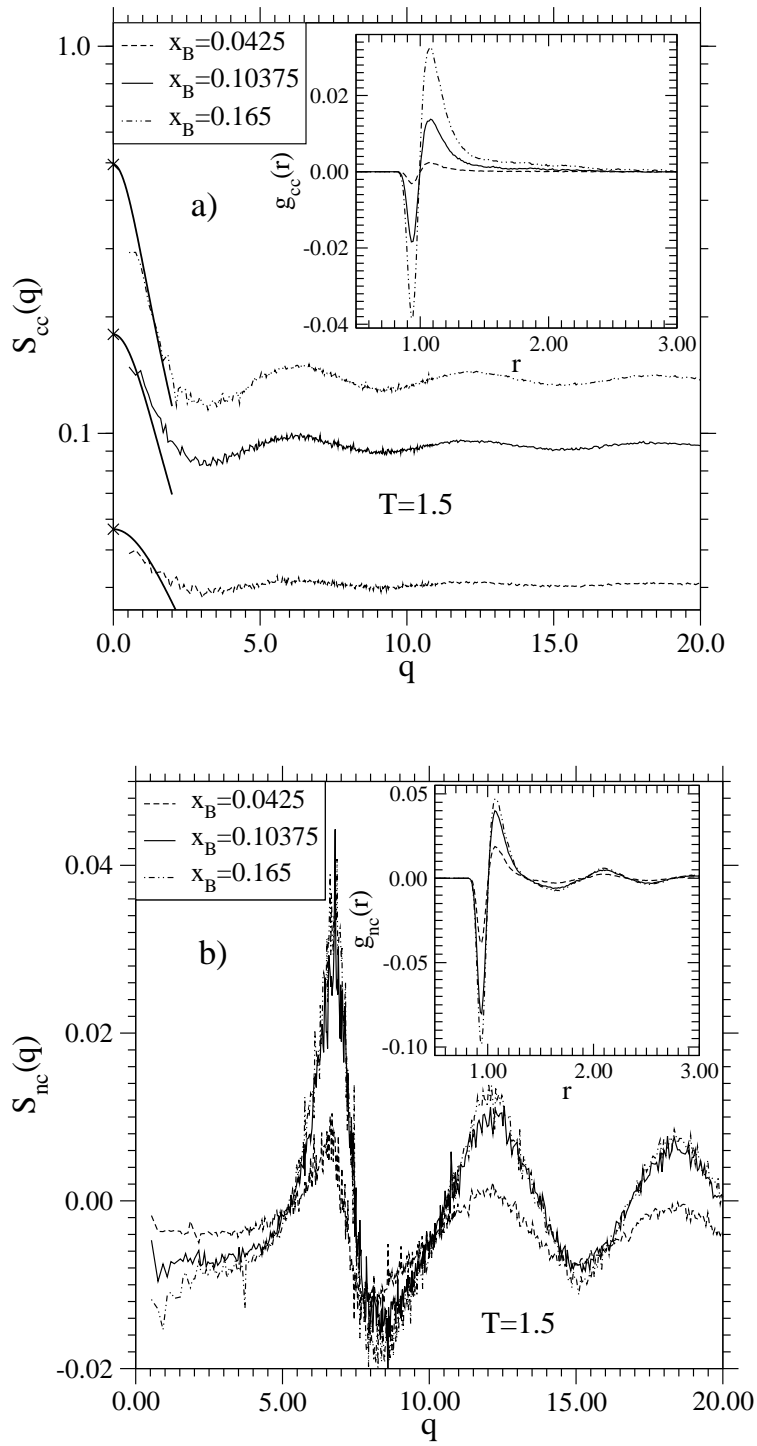 1.0
x_B=0.0425
x_B=0.10375
x_B=0.165
a)
0.02
0.00
-0.02
-0.04
g_cc(r)
1.00
2.00
3.00
r
S_cc(q)
0.1
T=1.5
0.0
5.0
10.0
15.0
20.0
q
x_B=0.0425
x_B=0.10375
x_B=0.165
b)
0.05
0.00
-0.05
-0.10
g_nc(r)
1.00
2.00
3.00
r
0.04
0.02
0.00
-0.02
S_nc(q)
T=1.5
0.00
5.00
10.00
15.00
20.00
q